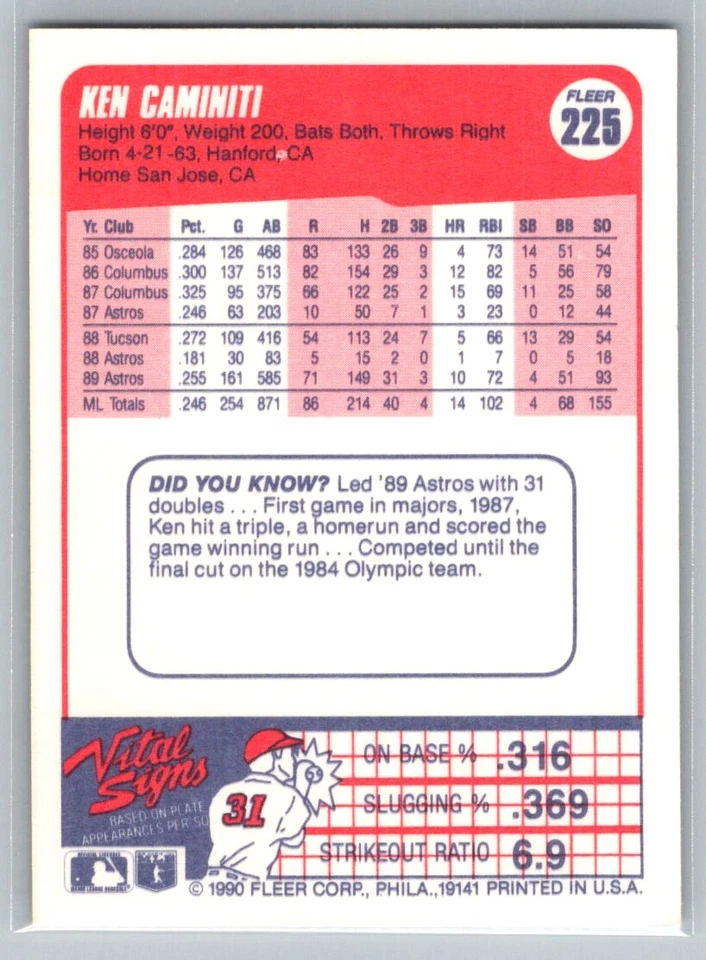 KEN CAMINITI
FLEER
225
Height 6'0", Weight 200, Bats Both, Throws Right
Born 4-21-63, Hanford, CA
Home San Jose, CA
Yr. Club Pct. G AB R H 2B 3B HR RBI SB BB SO
85 Osceola .284 126 468 83 133 26 9 4 73 14 51 54
86 Columbus .300 137 513 82 154 29 3 12 82 5 56 79
87 Columbus .325 95 375 66 122 25 2 15 69 11 25 58
87 Astros .246 63 203 10 50 7 1 3 23 0 12 44
88 Tucson .272 109 416 54 113 24 7 5 66 13 29 54
88 Astros .181 30 83 5 15 2 0 1 7 0 5 18
89 Astros .255 161 585 71 149 31 3 10 72 4 51 93
ML Totals .246 254 871 86 214 40 4 14 102 4 68 155
DID YOU KNOW? Led '89 Astros with 31
doubles . . . First game in majors, 1987,
Ken hit a triple, a homerun and scored the
game winning run . . . Competed until the
final cut on the 1984 Olympic team.
Vital
Signs
BASED ON PLATE
APPEARANCES PER SO
31
ON BASE % .316
SLUGGING % .369
STRIKEOUT RATIO 6.9
© 1990 FLEER CORP., PHILA., 19141 PRINTED IN U.S.A.